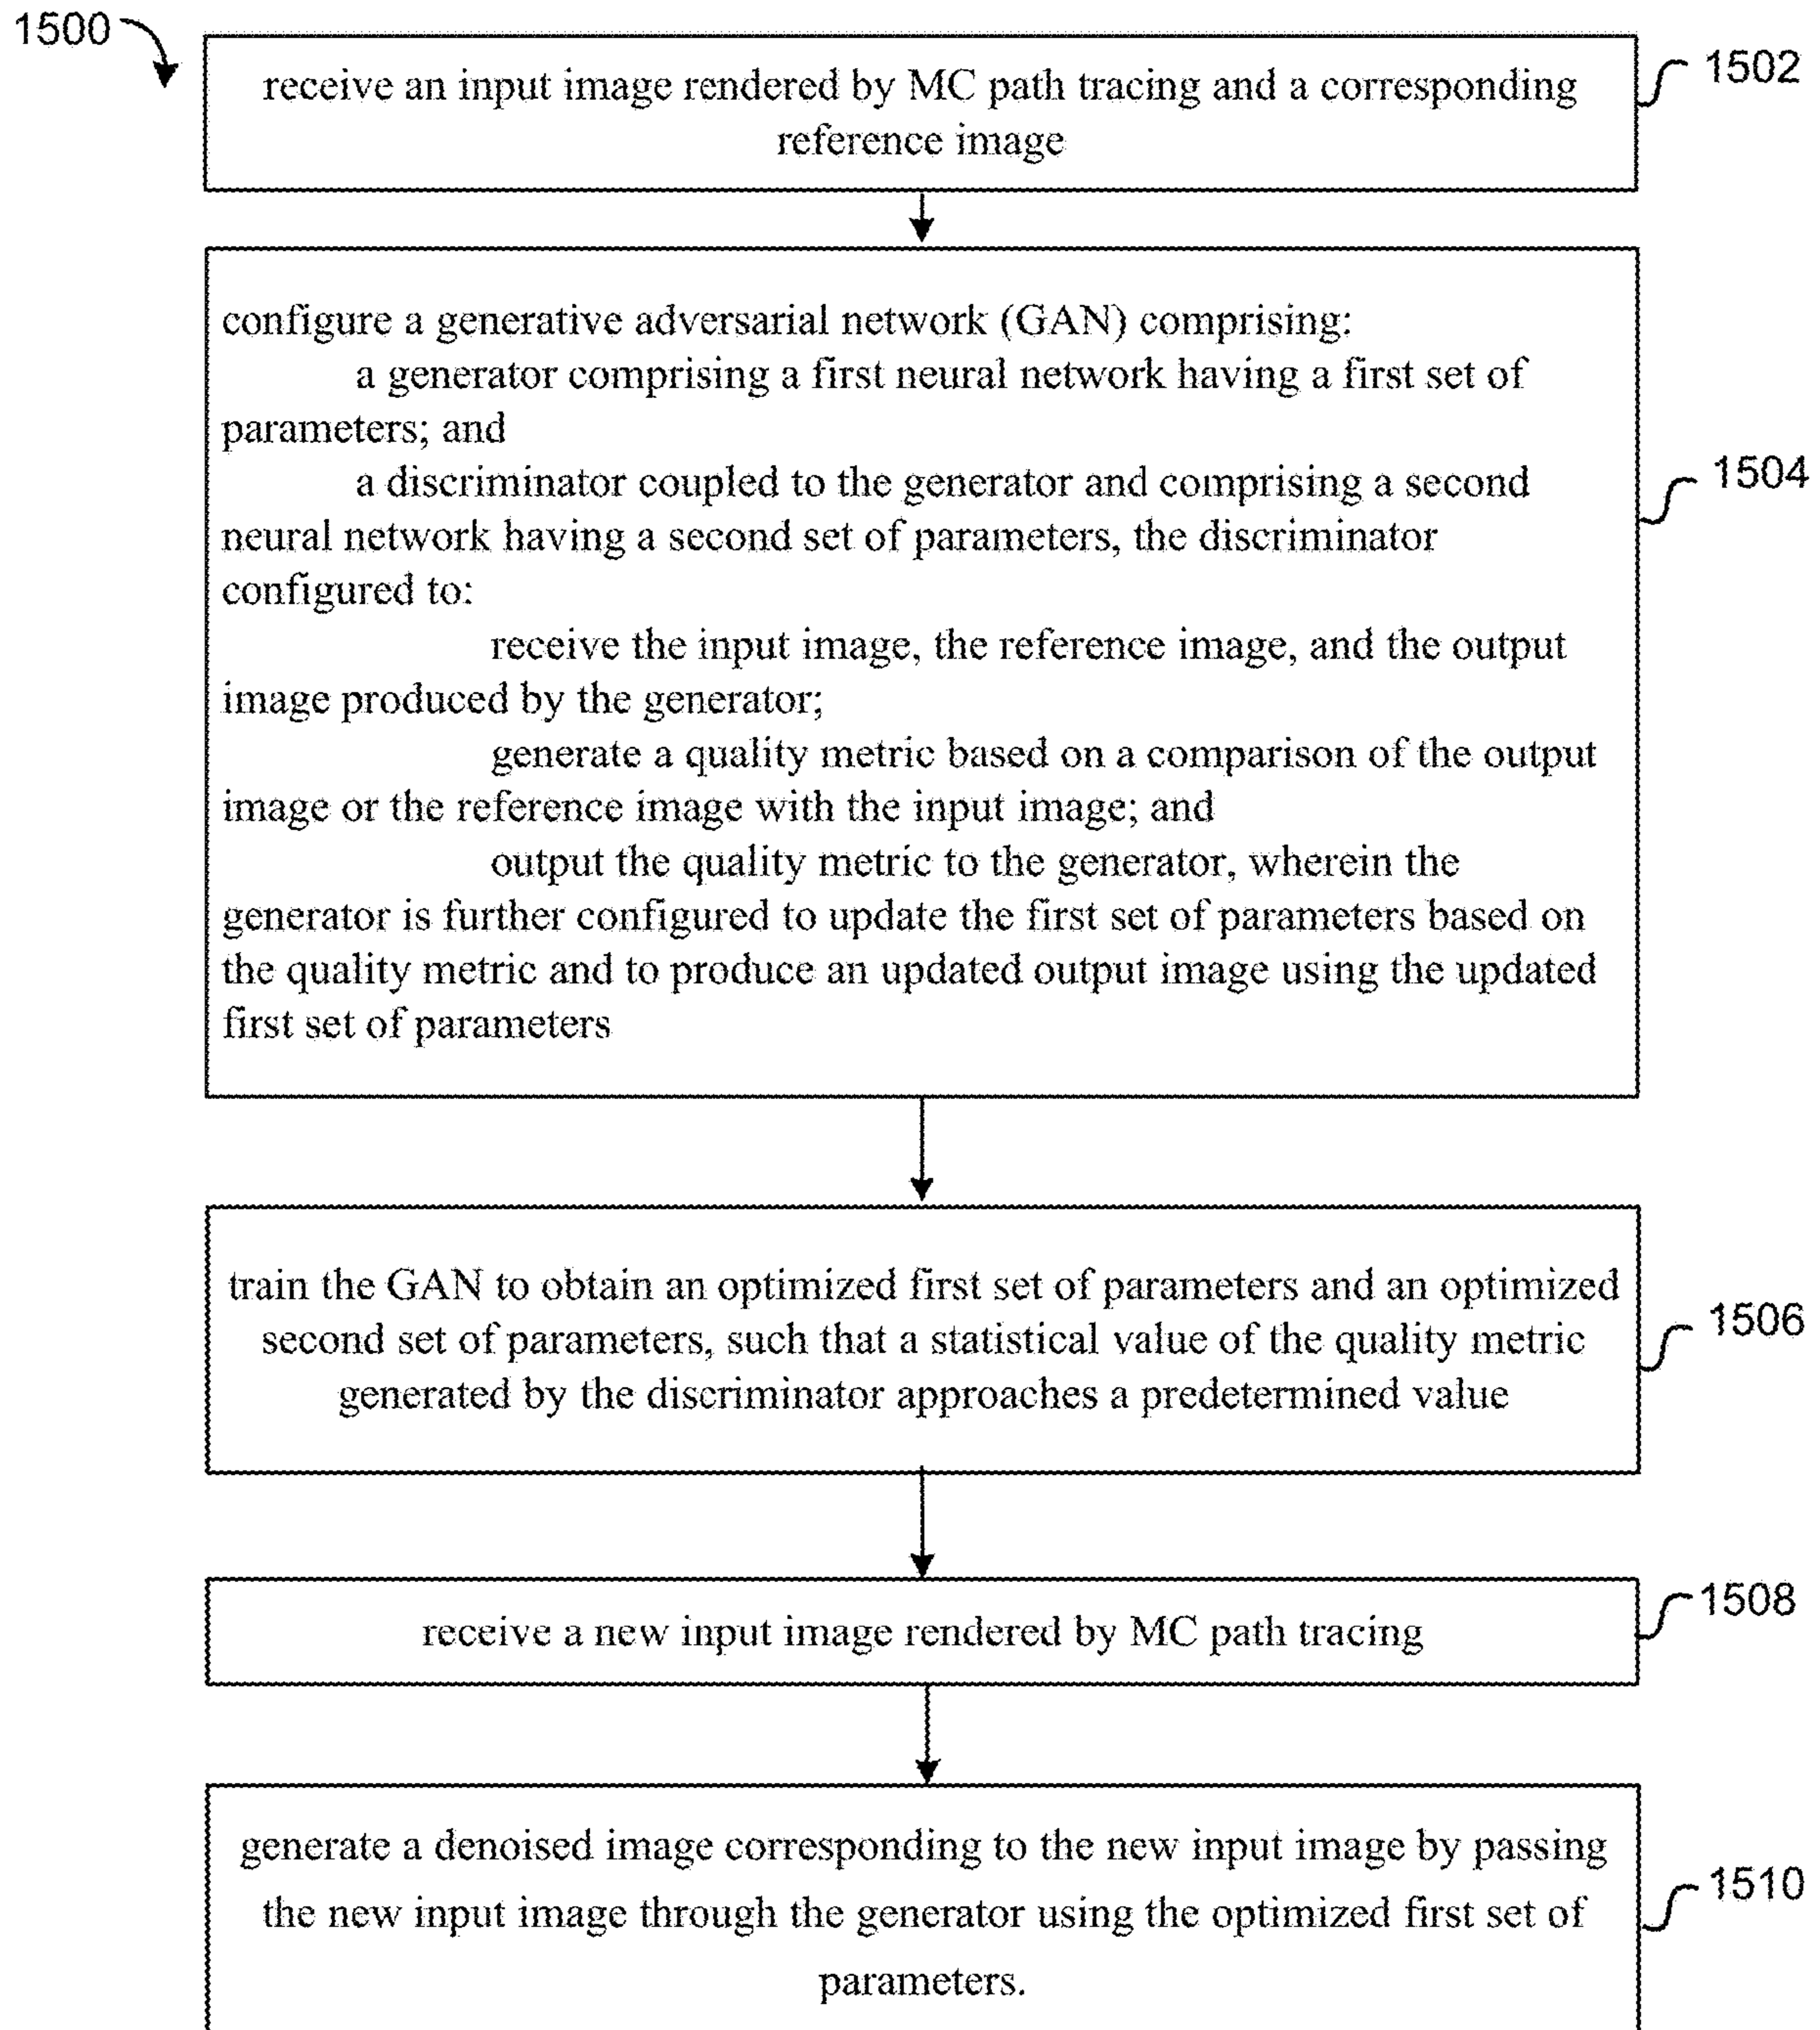 1500
receive an input image rendered by MC path tracing and a corresponding
reference image
1502
configure a generative adversarial network (GAN) comprising:
a generator comprising a first neural network having a first set of
parameters; and
a discriminator coupled to the generator and comprising a second
neural network having a second set of parameters, the discriminator
configured to:
receive the input image, the reference image, and the output
image produced by the generator;
generate a quality metric based on a comparison of the output
image or the reference image with the input image; and
output the quality metric to the generator, wherein the
generator is further configured to update the first set of parameters based on
the quality metric and to produce an updated output image using the updated
first set of parameters
1504
train the GAN to obtain an optimized first set of parameters and an optimized
second set of parameters, such that a statistical value of the quality metric
generated by the discriminator approaches a predetermined value
1506
receive a new input image rendered by MC path tracing
1508
generate a denoised image corresponding to the new input image by passing
the new input image through the generator using the optimized first set of
parameters.
1510